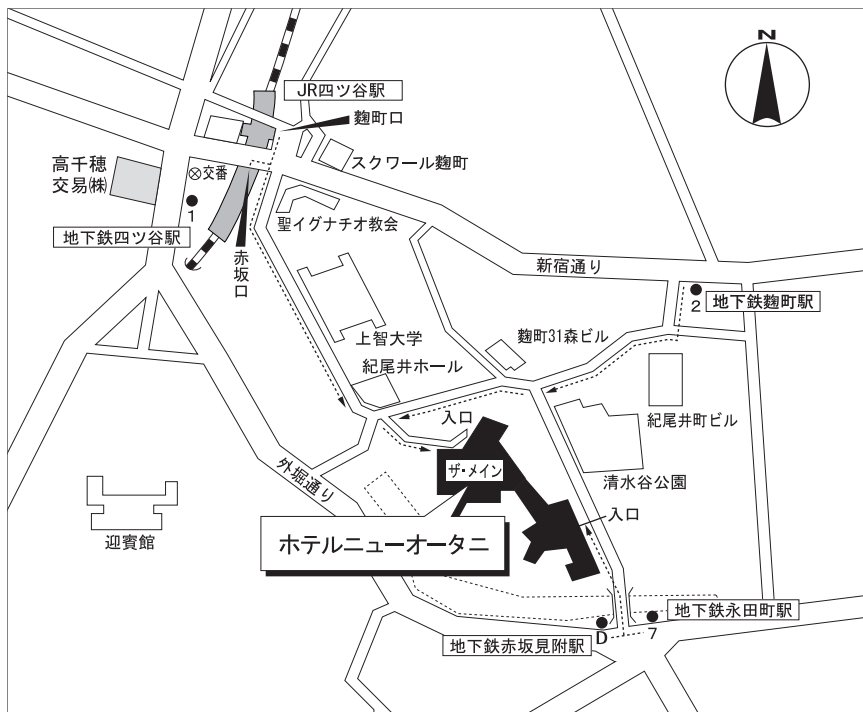 N
JR四ツ谷駅
麴町口
スクワール麴町
高千穂
交易㈱
交番
1
地下鉄四ツ谷駅
赤坂口
聖イグナチオ教会
新宿通り
2
地下鉄麴町駅
上智大学
麴町31森ビル
紀尾井ホール
入口
紀尾井町ビル
ザ・メイン
清水谷公園
外堀通り
迎賓館
入口
ホテルニューオータニ
地下鉄永田町駅
D
7
地下鉄赤坂見附駅